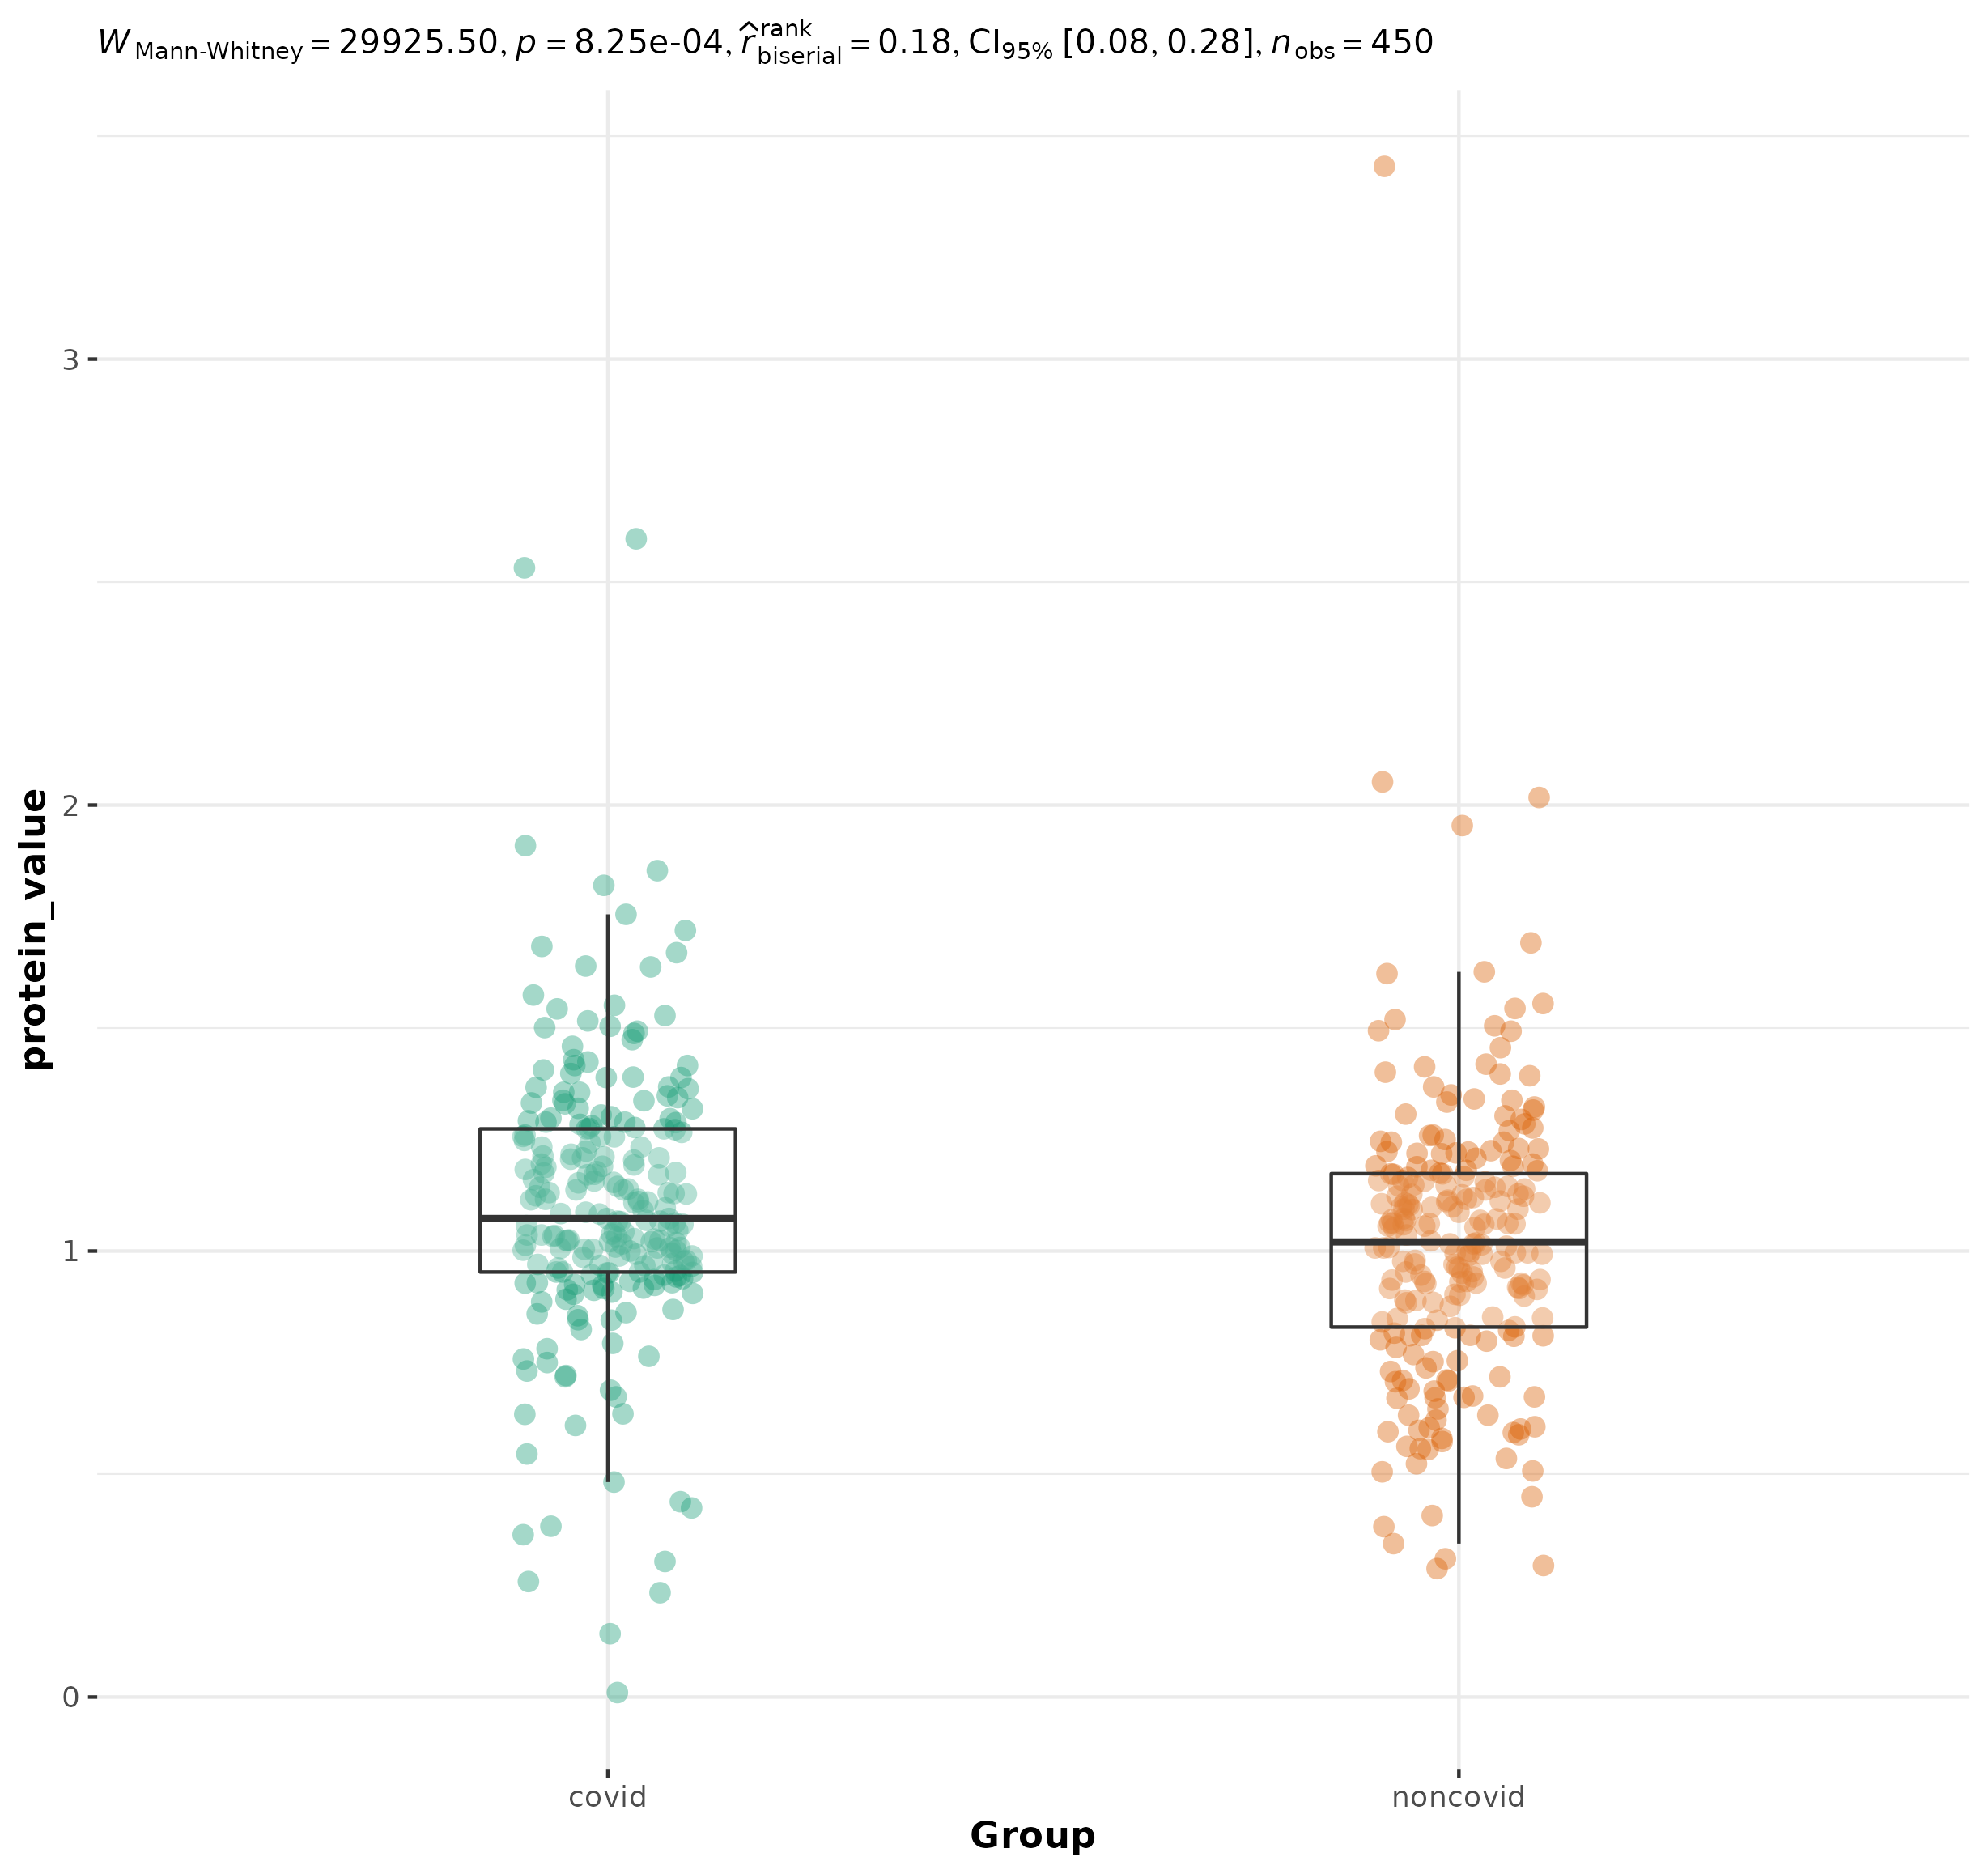 W Mann-Whitney = 29925.50, p = 8.25e-04, r̂ rank biserial = 0.18, CI95% [0.08, 0.28], n obs = 450
3
2
1
0
protein_value
covid noncovid
Group